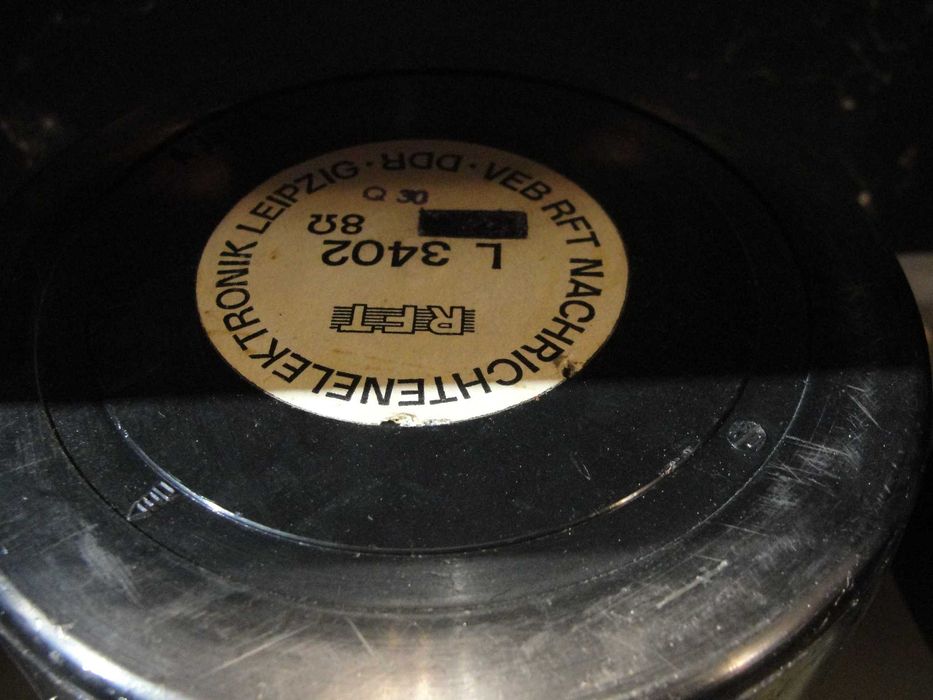 VEB RFT NACHRICHTENELEKTRONIK LEIPZIG · DDR ·
RFT
L 3402
8Ω
Q 30